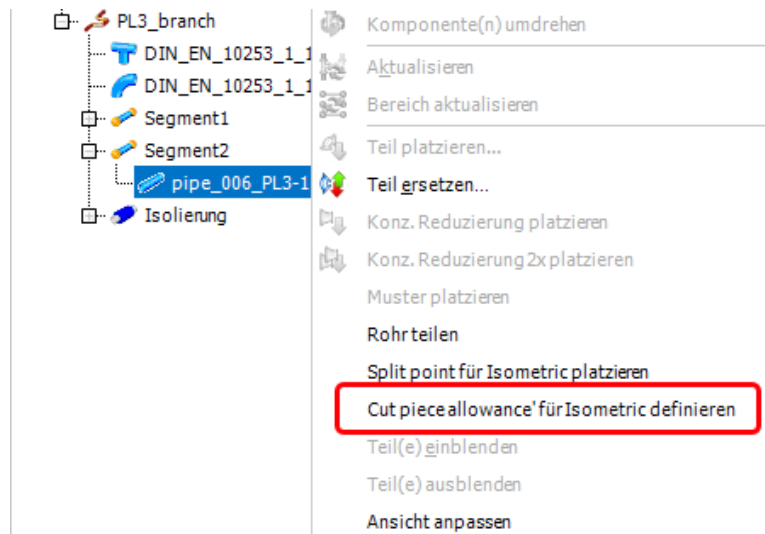 PL3_branch
DIN_EN_10253_1_1
DIN_EN_10253_1_1
Segment1
Segment2
pipe_006_PL3-1
Isolierung
Komponente(n) umdrehen
Aktualisieren
Bereich aktualisieren
Teil platzieren...
Teil ersetzen...
Konz. Reduzierung platzieren
Konz. Reduzierung 2x platzieren
Muster platzieren
Rohr teilen
Split point für Isometric platzieren
Cut piece allowance' für Isometric definieren
Teil(e) einblenden
Teil(e) ausblenden
Ansicht anpassen